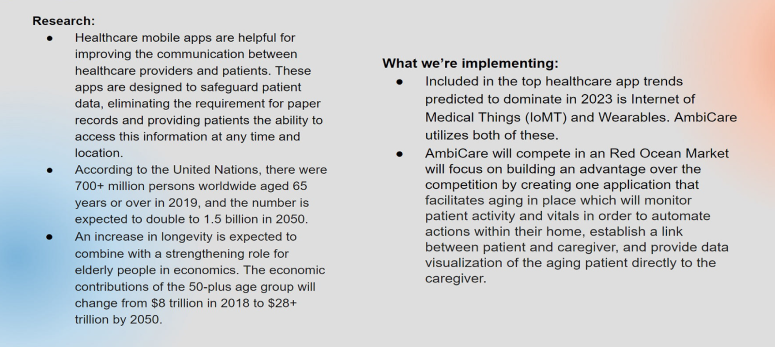 Research:
● Healthcare mobile apps are helpful for
improving the communication between
healthcare providers and patients. These
apps are designed to safeguard patient
data, eliminating the requirement for paper
records and providing patients the ability to
access this information at any time and
location.
● According to the United Nations, there were
700+ million persons worldwide aged 65
years or over in 2019, and the number is
expected to double to 1.5 billion in 2050.
● An increase in longevity is expected to
combine with a strengthening role for
elderly people in economics. The economic
contributions of the 50-plus age group will
change from $8 trillion in 2018 to $28+
trillion by 2050.
What we're implementing:
● Included in the top healthcare app trends
predicted to dominate in 2023 is Internet of
Medical Things (IoMT) and Wearables. AmbiCare
utilizes both of these.
● AmbiCare will compete in an Red Ocean Market
will focus on building an advantage over the
competition by creating one application that
facilitates aging in place which will monitor
patient activity and vitals in order to automate
actions within their home, establish a link
between patient and caregiver, and provide data
visualization of the aging patient directly to the
caregiver.